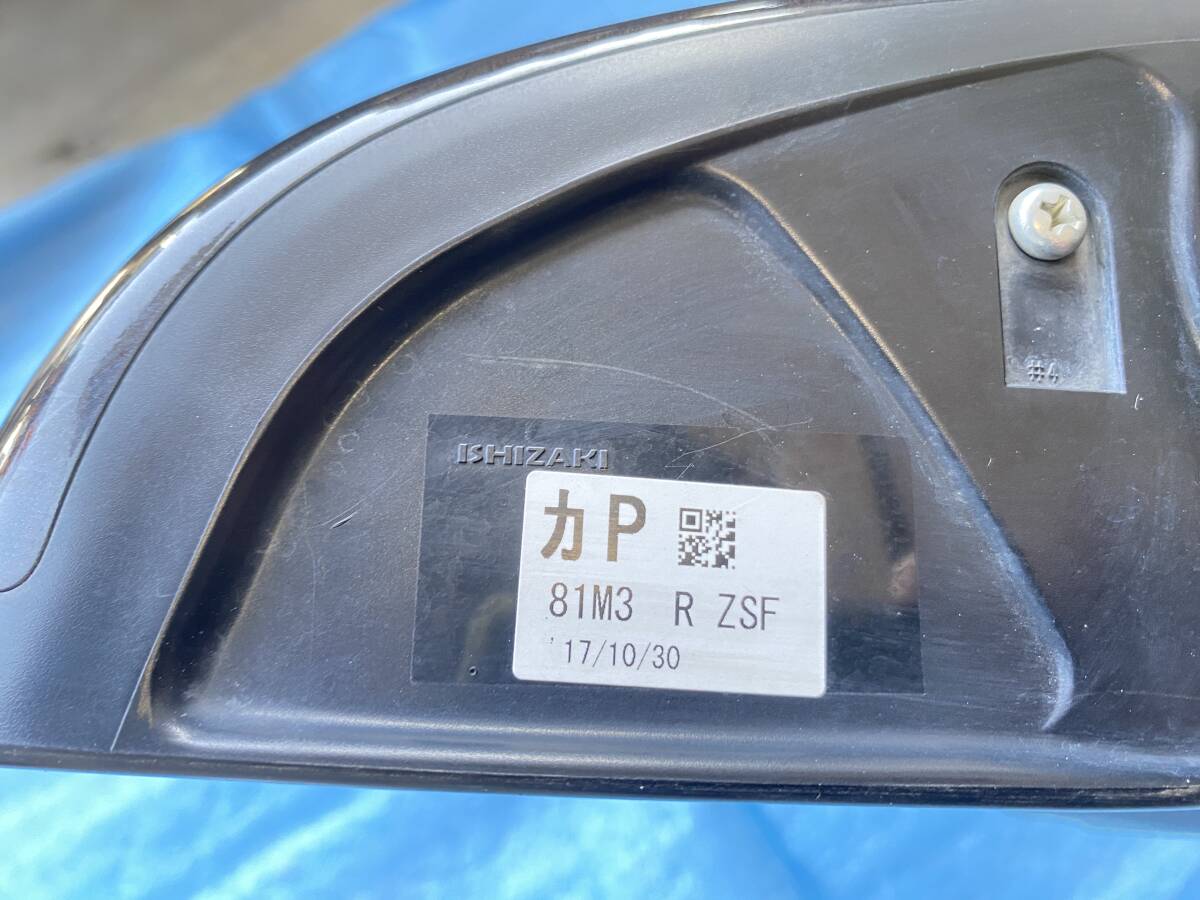 #4
ISHIZAKI
カP
81M3 R ZSF
'17/10/30